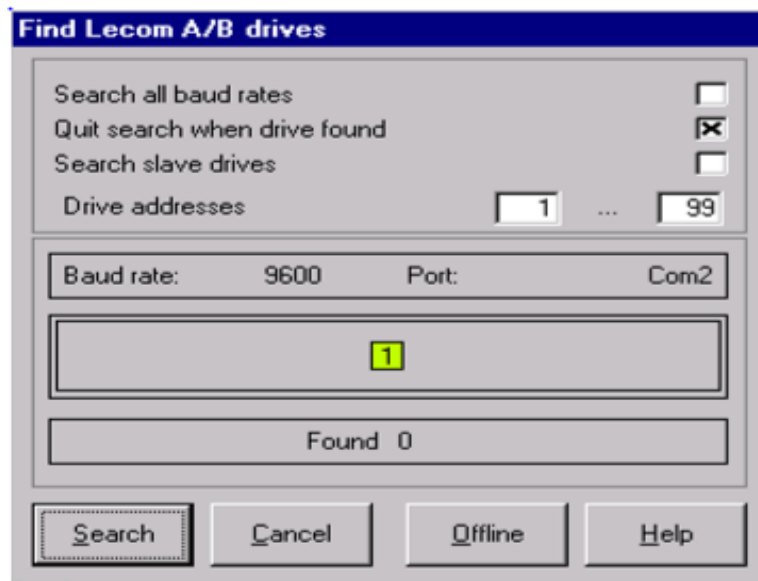 Find Lecom A/B drives
Search all baud rates
Quit search when drive found
Search slave drives
Drive addresses 1 ... 99
Baud rate: 9600 Port: Com2
1
Found 0
Search Cancel Offline Help